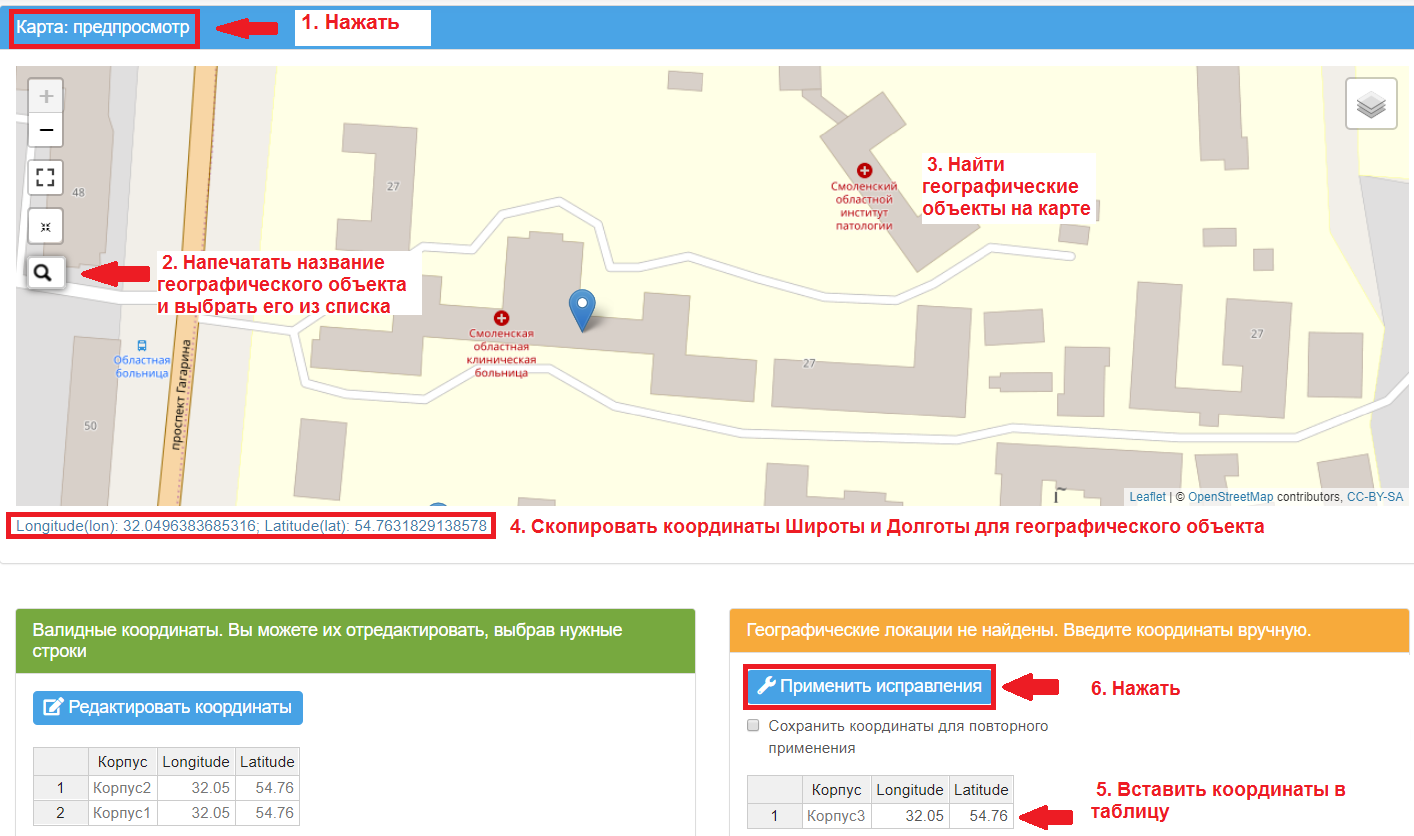 Карта: предпросмотр
1. Нажать
+
−
48
27
Смоленский
областной
институт
патологии
3. Найти
географические
объекты на карте
2. Напечатать название
географического объекта
и выбрать его из списка
Смоленская
областная
клиническая
больница
Областная
больница
проспект Гагарина
27
27
50
Leaflet | © OpenStreetMap contributors, CC-BY-SA
Longitude(lon): 32.0496383685316; Latitude(lat): 54.7631829138578
4. Скопировать координаты Широты и Долготы для географического объекта
Валидные координаты. Вы можете их отредактировать, выбрав нужные
строки
Редактировать координаты
Корпус Longitude Latitude
1 Корпус2 32.05 54.76
2 Корпус1 32.05 54.76
Географические локации не найдены. Введите координаты вручную.
Применить исправления
6. Нажать
Сохранить координаты для повторного
применения
Корпус Longitude Latitude
1 Корпус3 32.05 54.76
5. Вставить координаты в
таблицу